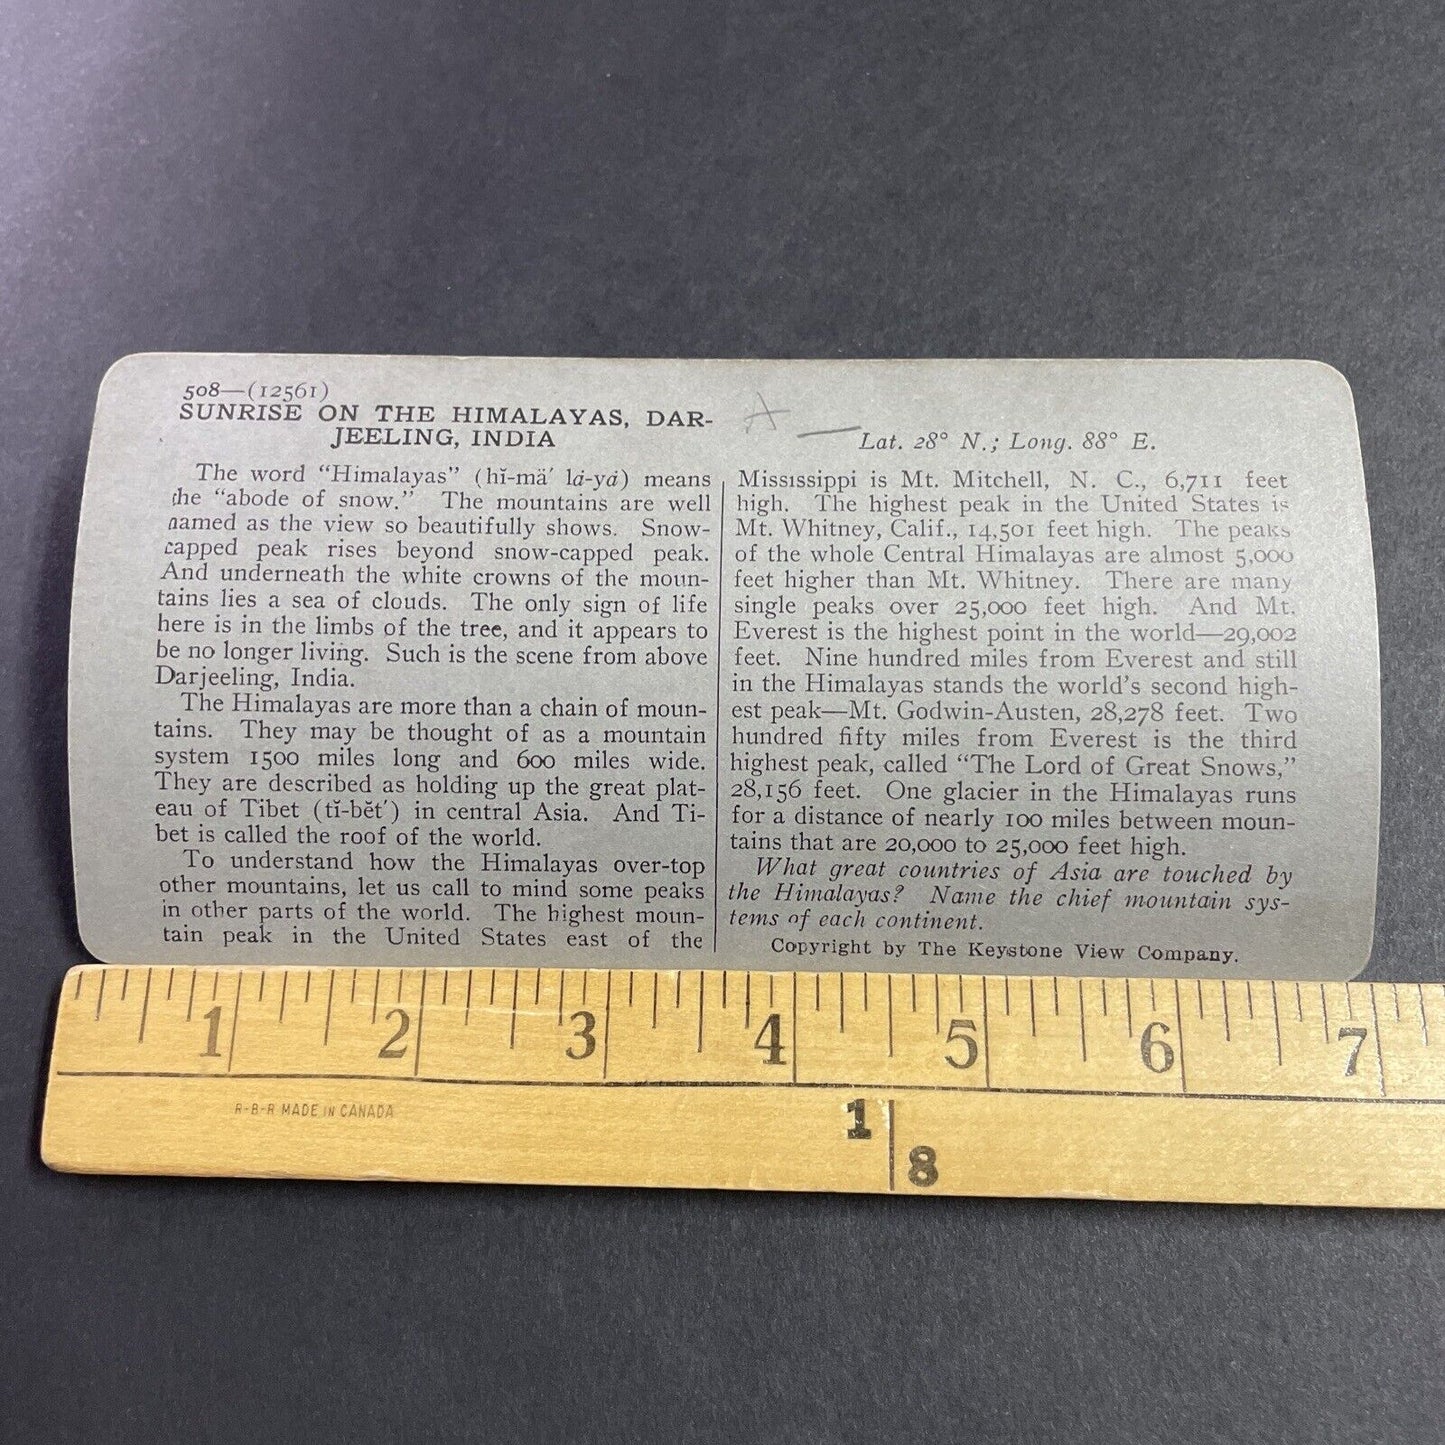 508—(12561)
SUNRISE ON THE HIMALAYAS, DAR-
JEELING, INDIA
The word "Himalayas" (hĭ-mä′ lȧ-yȧ) means
the "abode of snow." The mountains are well
named as the view so beautifully shows. Snow-
capped peak rises beyond snow-capped peak.
And underneath the white crowns of the moun-
tains lies a sea of clouds. The only sign of life
here is in the limbs of the tree, and it appears to
be no longer living. Such is the scene from above
Darjeeling, India.
The Himalayas are more than a chain of moun-
tains. They may be thought of as a mountain
system 1500 miles long and 600 miles wide.
They are described as holding up the great plat-
eau of Tibet (tĭ-bĕt′) in central Asia. And Ti-
bet is called the roof of the world.
To understand how the Himalayas over-top
other mountains, let us call to mind some peaks
in other parts of the world. The highest moun-
tain peak in the United States east of the
A —
Lat. 28° N.; Long. 88° E.
Mississippi is Mt. Mitchell, N. C., 6,711 feet
high. The highest peak in the United States is
Mt. Whitney, Calif., 14,501 feet high. The peaks
of the whole Central Himalayas are almost 5,000
feet higher than Mt. Whitney. There are many
single peaks over 25,000 feet high. And Mt.
Everest is the highest point in the world—29,002
feet. Nine hundred miles from Everest and still
in the Himalayas stands the world's second high-
est peak—Mt. Godwin-Austen, 28,278 feet. Two
hundred fifty miles from Everest is the third
highest peak, called "The Lord of Great Snows,"
28,156 feet. One glacier in the Himalayas runs
for a distance of nearly 100 miles between moun-
tains that are 20,000 to 25,000 feet high.
What great countries of Asia are touched by
the Himalayas? Name the chief mountain sys-
tems of each continent.
Copyright by The Keystone View Company.
1 2 3 4 5 6 7
R-B-R MADE IN CANADA
1
8